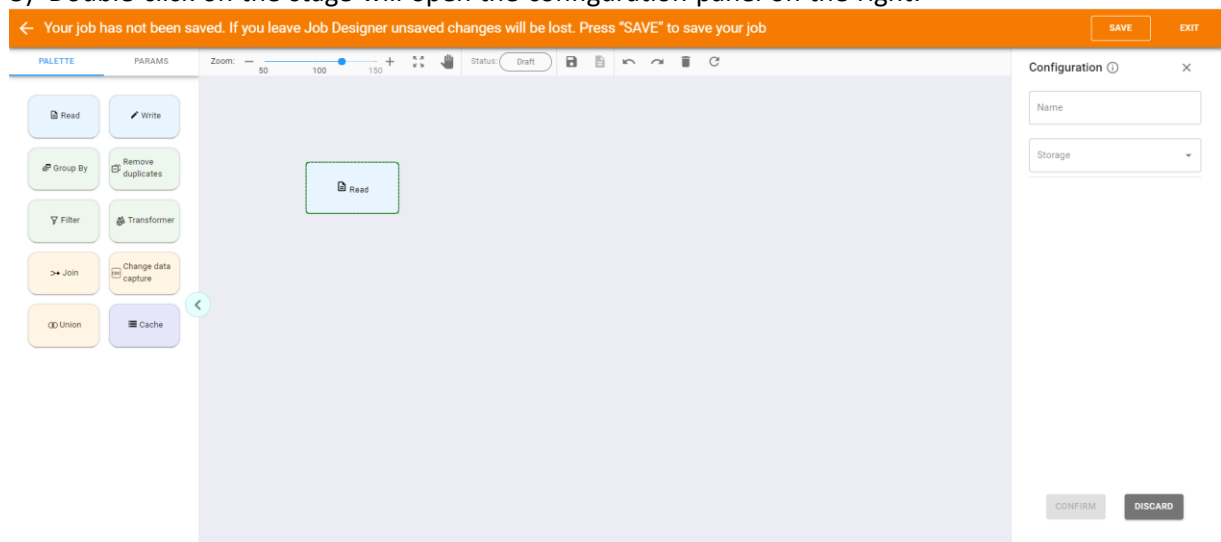 Double-click on the stage will open the configuration panel on the right.
Your job has not been saved. If you leave Job Designer unsaved changes will be lost. Press "SAVE" to save your job
SAVE
EXIT
PALETTE
PARAMS
Zoom:
50
100
150
Status:
Draft
Configuration
Read
Write
Group By
Remove
duplicates
Filter
Transformer
Join
Change data
capture
Union
Cache
Read
Name
Storage
CONFIRM
DISCARD